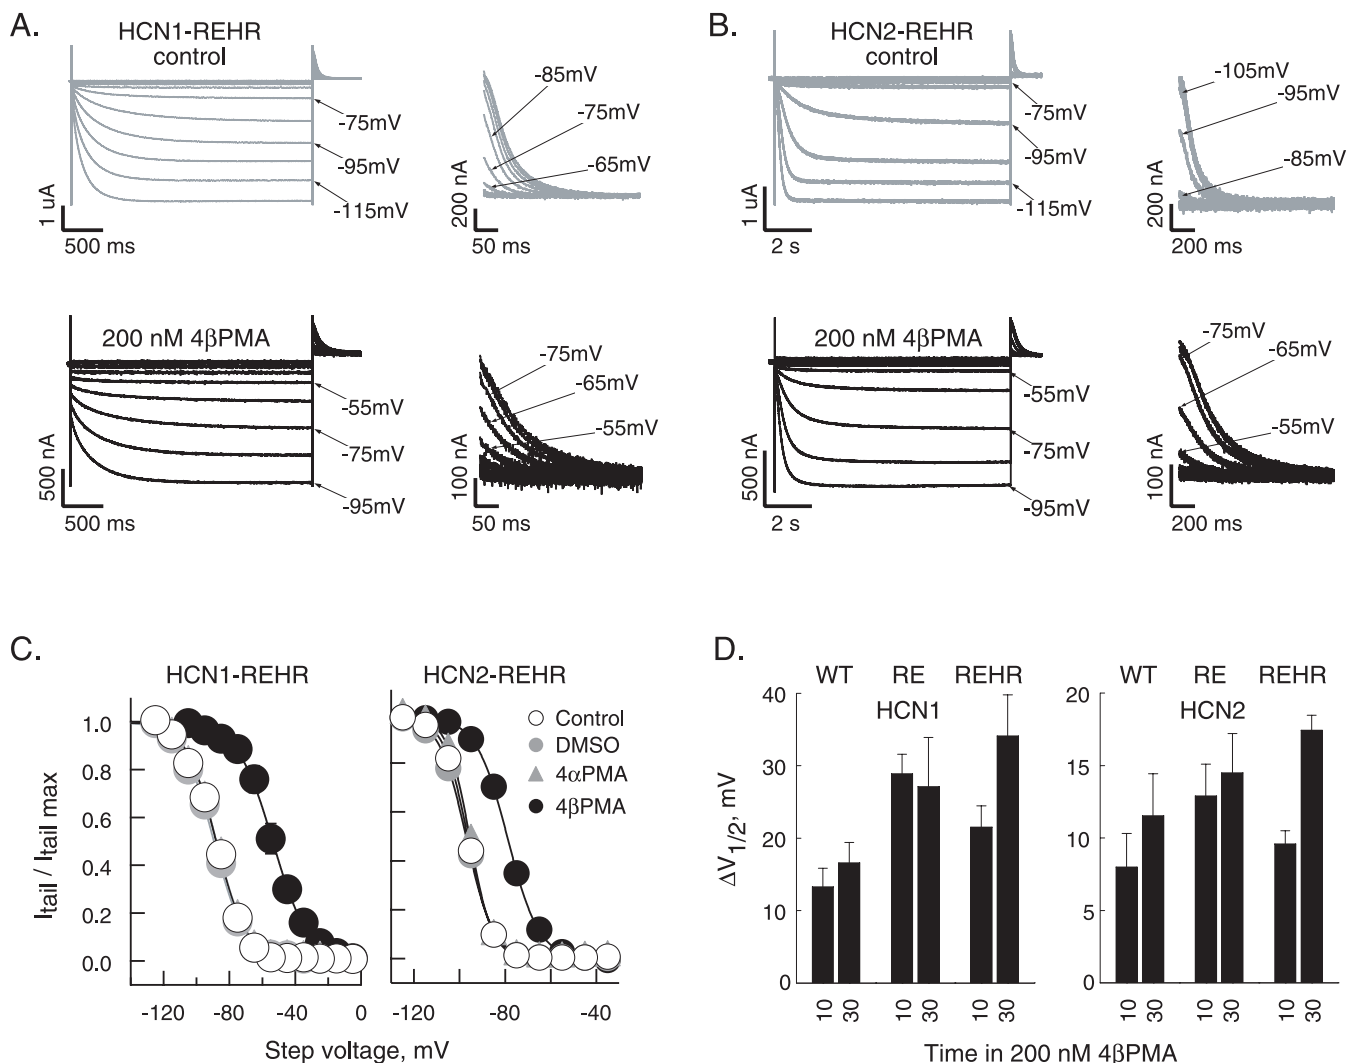 A.
HCN1-REHR
control
-75mV
-95mV
-115mV
1 uA
500 ms
-85mV
-75mV
-65mV
200 nA
50 ms
B.
HCN2-REHR
control
-75mV
-95mV
-115mV
1 uA
2 s
-105mV
-95mV
-85mV
200 nA
200 ms
200 nM 4βPMA
-55mV
-75mV
-95mV
500 nA
500 ms
-75mV
-65mV
-55mV
100 nA
50 ms
200 nM 4βPMA
-55mV
-75mV
-95mV
500 nA
2 s
-75mV
-65mV
-55mV
100 nA
200 ms
C.
HCN1-REHR
HCN2-REHR
Control
DMSO
4αPMA
4βPMA
Itail / Itail max
1.0
0.8
0.6
0.4
0.2
0.0
-120 -80 -40 0
-120 -80 -40
Step voltage, mV
D.
WT RE REHR
HCN1
ΔV1/2, mV
40
30
20
10
0
10 30 10 30 10 30
WT RE REHR
HCN2
20
15
10
5
0
10 30 10 30 10 30
Time in 200 nM 4βPMA